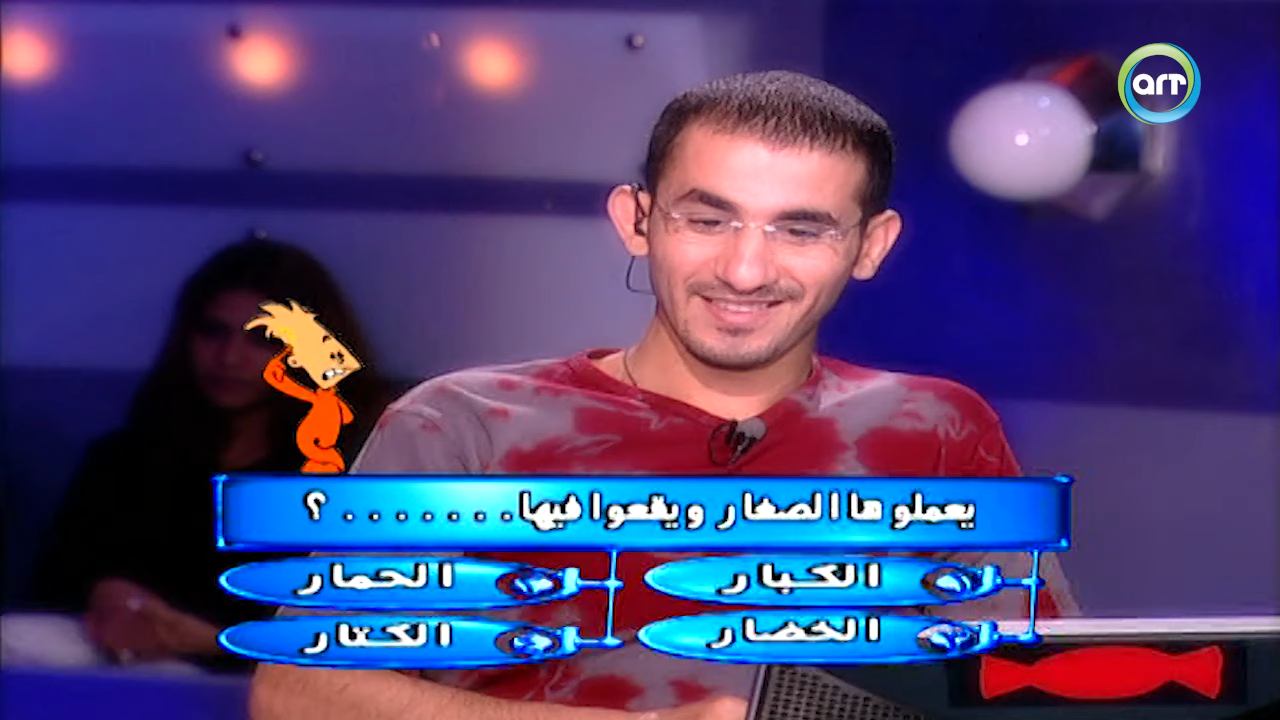 art
يعملوها الصغار ويقعوا فيها. . . . . . . ؟
الكبار
الحمار
الخضار
الكتار